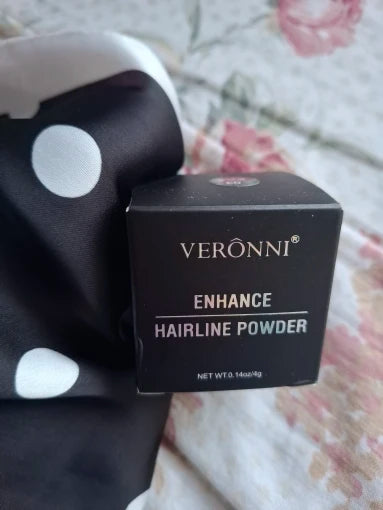 VERÔNNI®
ENHANCE
HAIRLINE POWDER
NET WT.0.14oz/4g